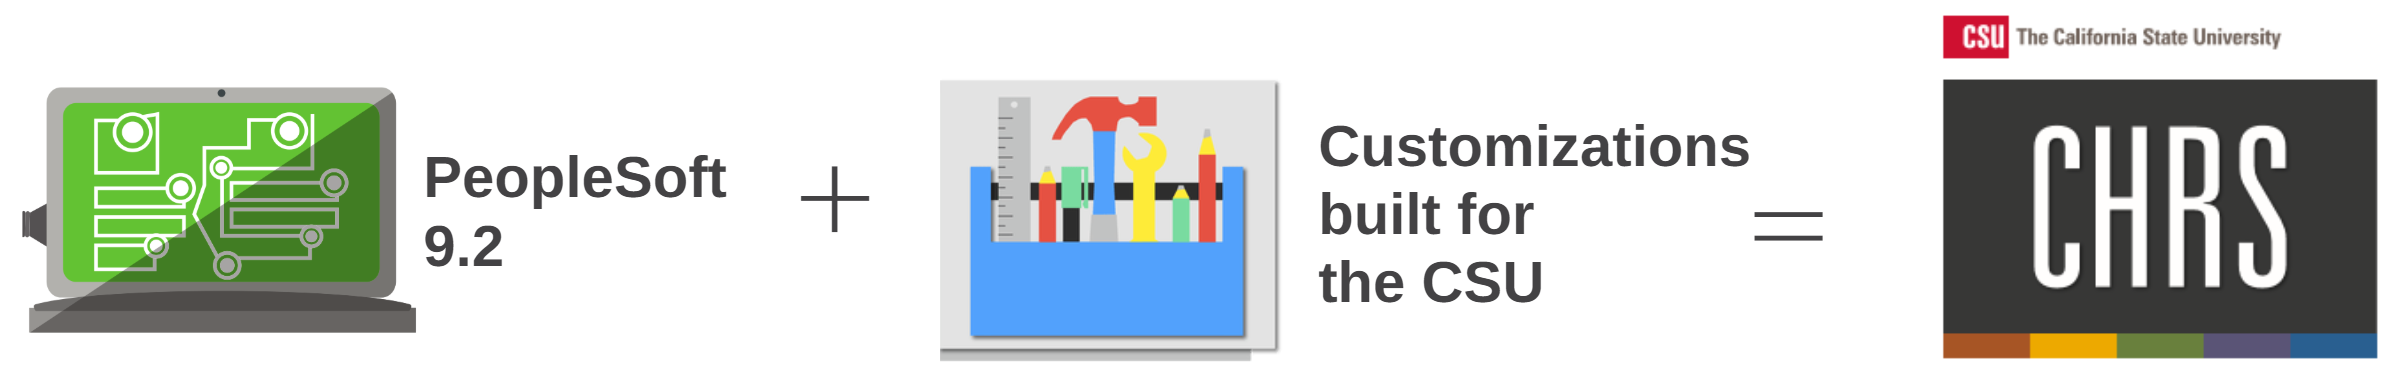 PeopleSoft
9.2
+
Customizations
built for
the CSU
=
CSU The California State University
CHRS